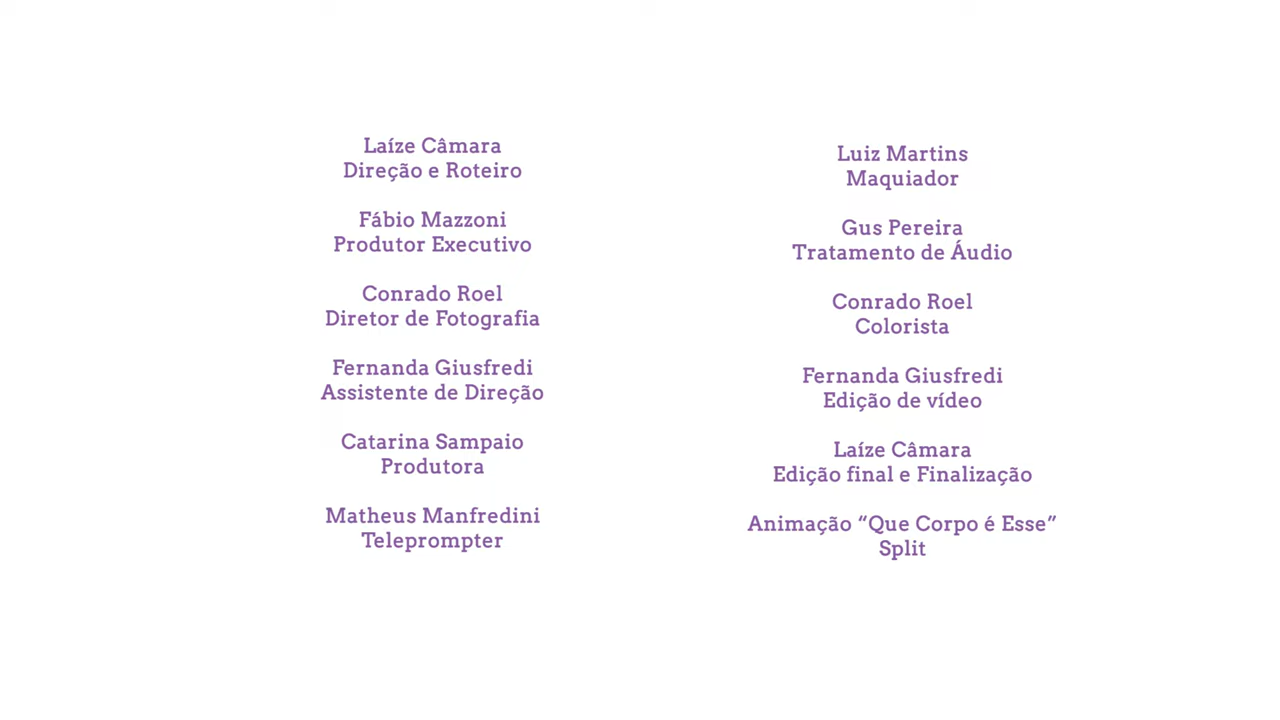 Laíze Câmara
Direção e Roteiro
Fábio Mazzoni
Produtor Executivo
Conrado Roel
Diretor de Fotografia
Fernanda Giusfredi
Assistente de Direção
Catarina Sampaio
Produtora
Matheus Manfredini
Teleprompter
Luiz Martins
Maquiador
Gus Pereira
Tratamento de Áudio
Conrado Roel
Colorista
Fernanda Giusfredi
Edição de vídeo
Laíze Câmara
Edição final e Finalização
Animação “Que Corpo é Esse”
Split